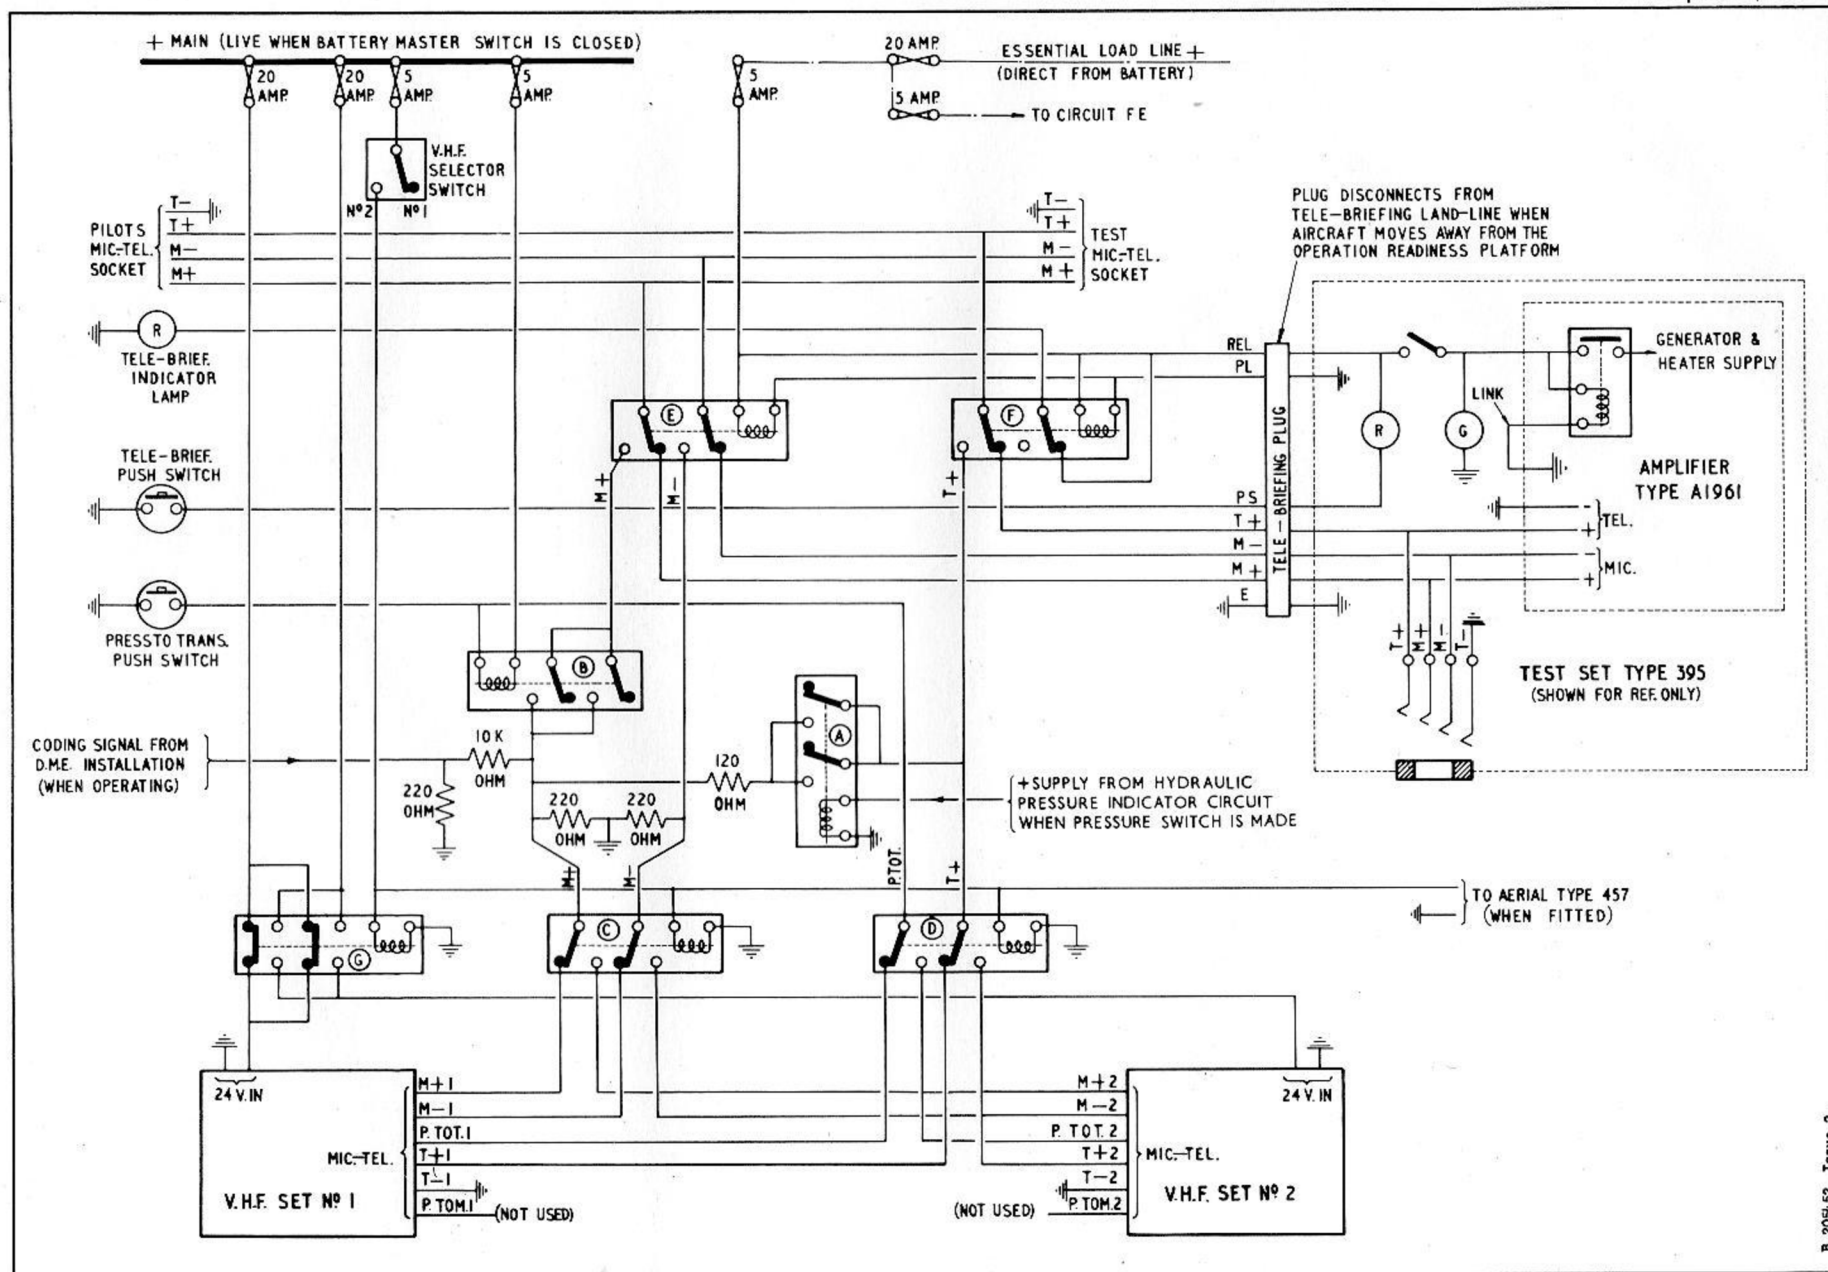 + MAIN (LIVE WHEN BATTERY MASTER SWITCH IS CLOSED)
20 AMP.
20 AMP.
5 AMP.
5 AMP.
5 AMP.
20 AMP.
ESSENTIAL LOAD LINE +
(DIRECT FROM BATTERY)
5 AMP.
TO CIRCUIT FE
V.H.F.
SELECTOR
SWITCH
Nº2
Nº1
PILOTS
MIC-TEL.
SOCKET
T-
T+
M-
M+
T-
T+
M-
M+
TEST
MIC-TEL.
SOCKET
PLUG DISCONNECTS FROM
TELE-BRIEFING LAND-LINE WHEN
AIRCRAFT MOVES AWAY FROM THE
OPERATION READINESS PLATFORM
R
TELE-BRIEF.
INDICATOR
LAMP
REL
PL
GENERATOR &
HEATER SUPPLY
LINK
E
F
R
G
TELE-BRIEFING PLUG
AMPLIFIER
TYPE A1961
TELE-BRIEF.
PUSH SWITCH
M+
M-
T+
PS
T+
M-
M+
E
-
+
TEL.
-
+
MIC.
PRESS TO TRANS.
PUSH SWITCH
B
T+
M+
M-
T-
TEST SET TYPE 395
(SHOWN FOR REF. ONLY)
CODING SIGNAL FROM
D.M.E. INSTALLATION
(WHEN OPERATING)
10 K
OHM
220
OHM
220
OHM
220
OHM
120
OHM
A
+ SUPPLY FROM HYDRAULIC
PRESSURE INDICATOR CIRCUIT
WHEN PRESSURE SWITCH IS MADE
M+
M-
P.TOT.
T+
TO AERIAL TYPE 457
(WHEN FITTED)
G
C
D
24 V. IN
M+1
M-1
P. TOT.1
T+1
T-1
P. TOM.1
(NOT USED)
MIC-TEL.
V.H.F. SET Nº 1
M+2
M-2
P. TOT. 2
T+2
T-2
P. TOM.2
(NOT USED)
24 V. IN
MIC-TEL.
V.H.F. SET Nº 2